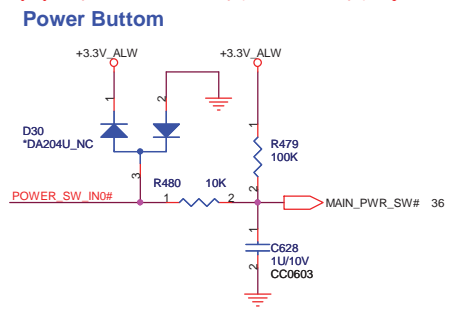 Power Buttom
+3.3V_ALW
+3.3V_ALW
1
2
D30
*DA204U_NC
3
1
R479
100K
2
POWER_SW_IN0#
R480
10K
1
2
MAIN_PWR_SW#
36
1
C628
1U/10V
CC0603
2